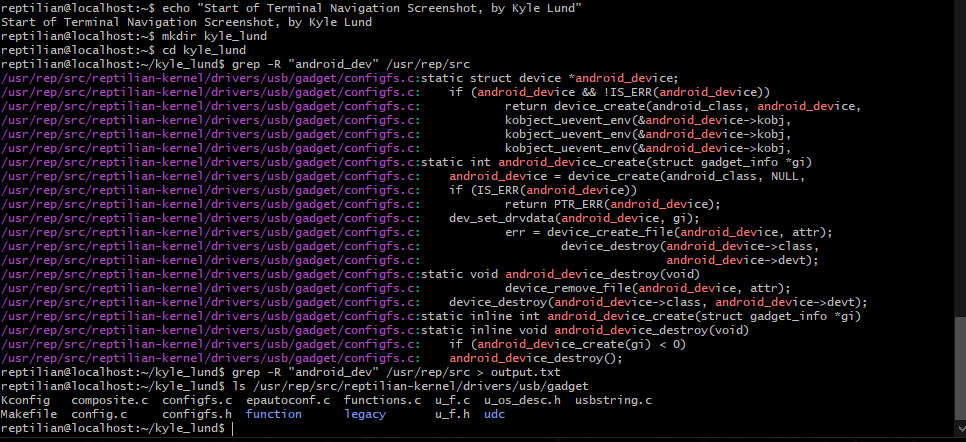 reptilian@localhost:~$ echo "Start of Terminal Navigation Screenshot, by Kyle Lund"
Start of Terminal Navigation Screenshot, by Kyle Lund
reptilian@localhost:~$ mkdir kyle_lund
reptilian@localhost:~$ cd kyle_lund
reptilian@localhost:~/kyle_lund$ grep -R "android_dev" /usr/rep/src
/usr/rep/src/reptilian-kernel/drivers/usb/gadget/configfs.c:static struct device *android_device;
/usr/rep/src/reptilian-kernel/drivers/usb/gadget/configfs.c:    if (android_device && !IS_ERR(android_device))
/usr/rep/src/reptilian-kernel/drivers/usb/gadget/configfs.c:            return device_create(android_class, android_device,
/usr/rep/src/reptilian-kernel/drivers/usb/gadget/configfs.c:            kobject_uevent_env(&android_device->kobj,
/usr/rep/src/reptilian-kernel/drivers/usb/gadget/configfs.c:            kobject_uevent_env(&android_device->kobj,
/usr/rep/src/reptilian-kernel/drivers/usb/gadget/configfs.c:            kobject_uevent_env(&android_device->kobj,
/usr/rep/src/reptilian-kernel/drivers/usb/gadget/configfs.c:static int android_device_create(struct gadget_info *gi)
/usr/rep/src/reptilian-kernel/drivers/usb/gadget/configfs.c:    android_device = device_create(android_class, NULL,
/usr/rep/src/reptilian-kernel/drivers/usb/gadget/configfs.c:    if (IS_ERR(android_device))
/usr/rep/src/reptilian-kernel/drivers/usb/gadget/configfs.c:            return PTR_ERR(android_device);
/usr/rep/src/reptilian-kernel/drivers/usb/gadget/configfs.c:    dev_set_drvdata(android_device, gi);
/usr/rep/src/reptilian-kernel/drivers/usb/gadget/configfs.c:            err = device_create_file(android_device, attr);
/usr/rep/src/reptilian-kernel/drivers/usb/gadget/configfs.c:                    device_destroy(android_device->class,
/usr/rep/src/reptilian-kernel/drivers/usb/gadget/configfs.c:                                   android_device->devt);
/usr/rep/src/reptilian-kernel/drivers/usb/gadget/configfs.c:static void android_device_destroy(void)
/usr/rep/src/reptilian-kernel/drivers/usb/gadget/configfs.c:            device_remove_file(android_device, attr);
/usr/rep/src/reptilian-kernel/drivers/usb/gadget/configfs.c:    device_destroy(android_device->class, android_device->devt);
/usr/rep/src/reptilian-kernel/drivers/usb/gadget/configfs.c:static inline int android_device_create(struct gadget_info *gi)
/usr/rep/src/reptilian-kernel/drivers/usb/gadget/configfs.c:static inline void android_device_destroy(void)
/usr/rep/src/reptilian-kernel/drivers/usb/gadget/configfs.c:    if (android_device_create(gi) < 0)
/usr/rep/src/reptilian-kernel/drivers/usb/gadget/configfs.c:    android_device_destroy();
reptilian@localhost:~/kyle_lund$ grep -R "android_dev" /usr/rep/src > output.txt
reptilian@localhost:~/kyle_lund$ ls /usr/rep/src/reptilian-kernel/drivers/usb/gadget
Kconfig   composite.c  configfs.c  epautoconf.c  functions.c  u_f.c  u_os_desc.h  usbstring.c
Makefile  config.c     configfs.h  function      legacy       u_f.h  udc
reptilian@localhost:~/kyle_lund$